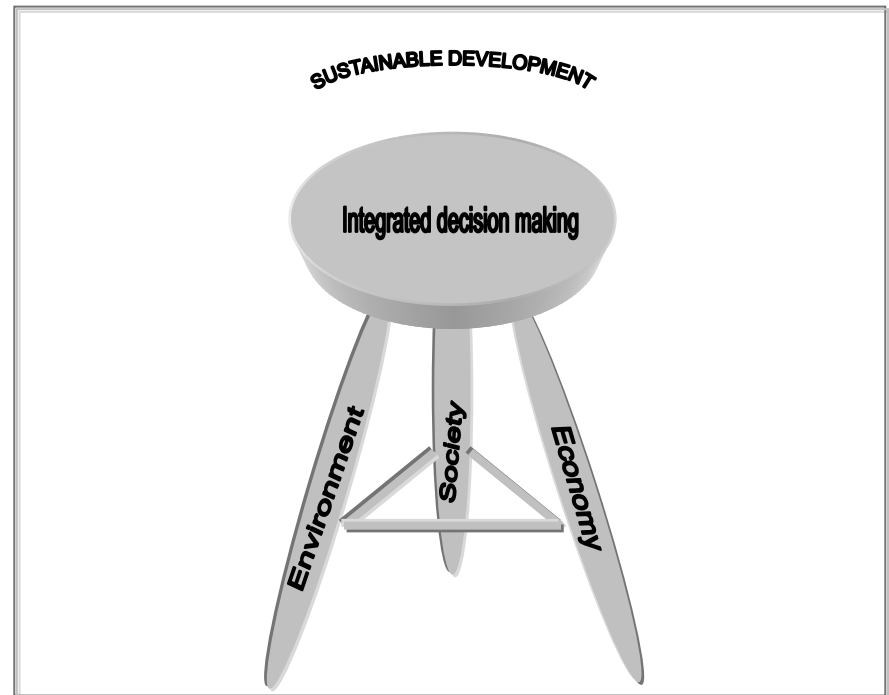 SUSTAINABLE DEVELOPMENT
Integrated decision making
Environment
Society
Economy